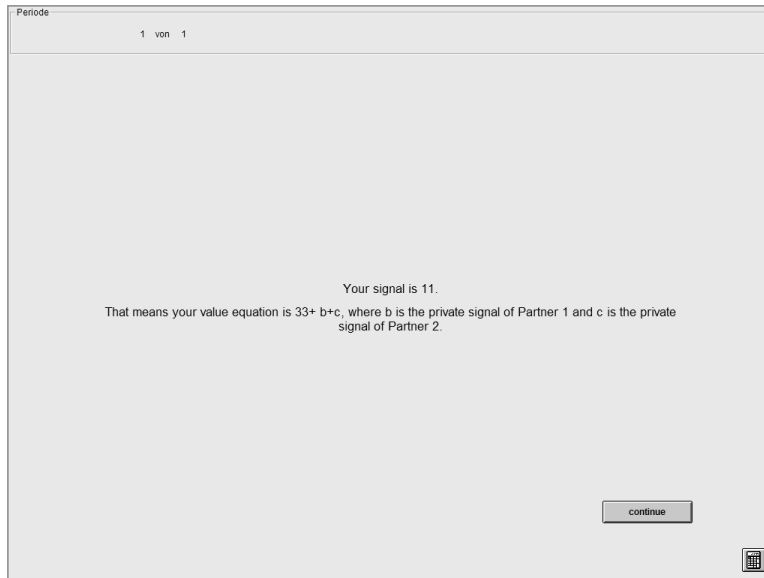 Periode
1 von 1
Your signal is 11.
That means your value equation is 33+ b+c, where b is the private signal of Partner 1 and c is the private
signal of Partner 2.
continue